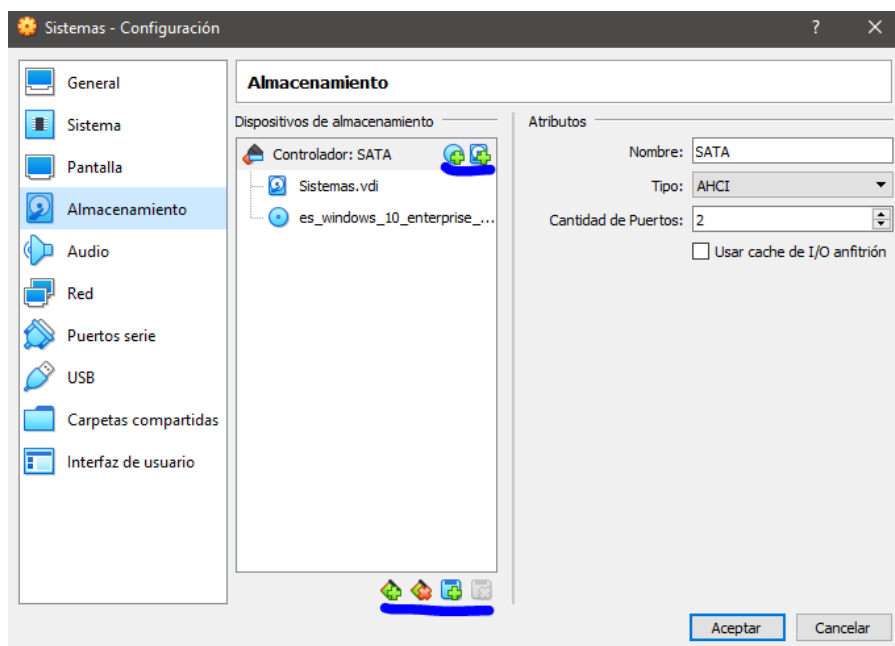 Sistemas - Configuración
?
General
Sistema
Pantalla
Almacenamiento
Audio
Red
Puertos serie
USB
Carpetas compartidas
Interfaz de usuario
Almacenamiento
Dispositivos de almacenamiento
Controlador: SATA
Sistemas.vdi
es_windows_10_enterprise_...
Atributos
Nombre: SATA
Tipo: AHCI
Cantidad de Puertos: 2
Usar cache de I/O anfitrión
Aceptar Cancelar